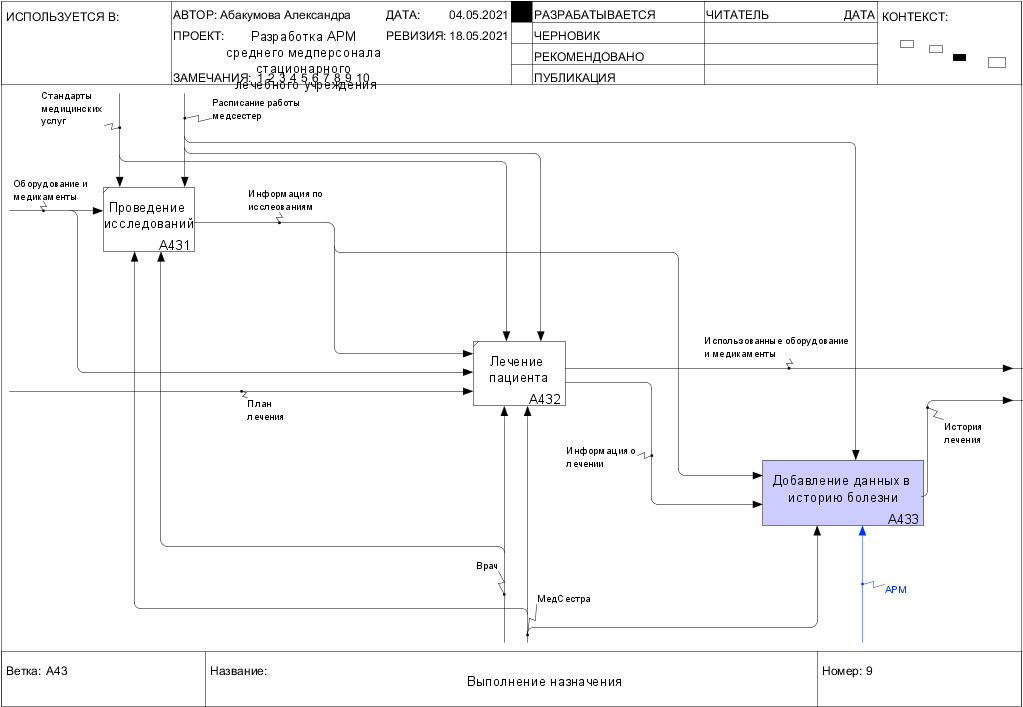 ИСПОЛЬЗУЕТСЯ В:
АВТОР: Абакумова Александра
ДАТА: 04.05.2021
ПРОЕКТ: Разработка АРМ
среднего медперсонала
стационарного
лечебного учреждения
РЕВИЗИЯ: 18.05.2021
ЗАМЕЧАНИЯ: 1 2 3 4 5 6 7 8 9 10
РАЗРАБАТЫВАЕТСЯ
ЧЕРНОВИК
РЕКОМЕНДОВАНО
ПУБЛИКАЦИЯ
ЧИТАТЕЛЬ
ДАТА
КОНТЕКСТ:
Стандарты
медицинских
услуг
Расписание работы
медсестер
Оборудование и
медикаменты
Проведение
исследований
A431
Информация по
исслеованиям
Лечение
пациента
A432
Использованные оборудование
и медикаменты
План
лечения
История
лечения
Информация о
лечении
Добавление данных в
историю болезни
A433
Врач
МедСестра
АРМ
Ветка: A43
Название:
Выполнение назначения
Номер: 9